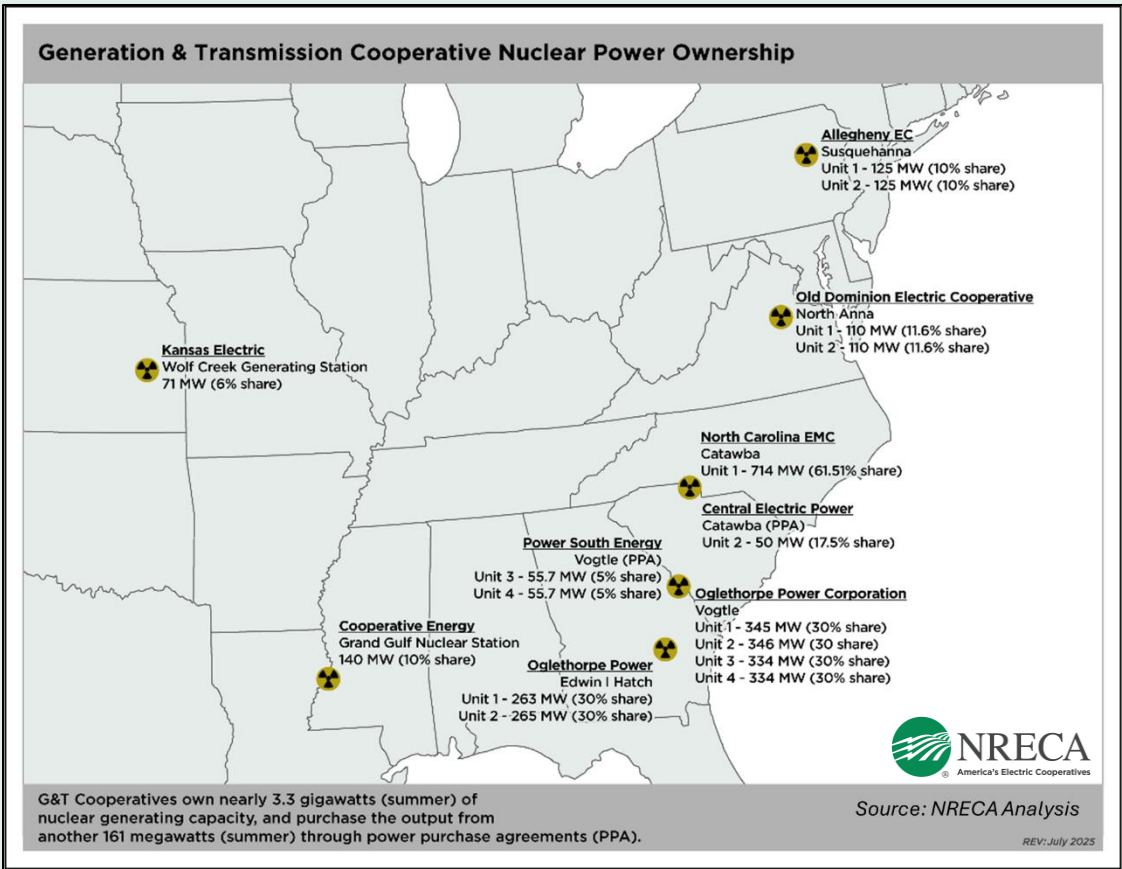 Generation & Transmission Cooperative Nuclear Power Ownership
Allegheny EC
Susquehanna
Unit 1 - 125 MW (10% share)
Unit 2 - 125 MW( (10% share)
Old Dominion Electric Cooperative
North Anna
Unit 1 - 110 MW (11.6% share)
Unit 2 - 110 MW (11.6% share)
Kansas Electric
Wolf Creek Generating Station
71 MW (6% share)
North Carolina EMC
Catawba
Unit 1 - 714 MW (61.51% share)
Central Electric Power
Catawba (PPA)
Unit 2 - 50 MW (17.5% share)
Power South Energy
Vogtle (PPA)
Unit 3 - 55.7 MW (5% share)
Unit 4 - 55.7 MW (5% share)
Oglethorpe Power Corporation
Vogtle
Unit 1 - 345 MW (30% share)
Unit 2 - 346 MW (30 share)
Unit 3 - 334 MW (30% share)
Unit 4 - 334 MW (30% share)
Cooperative Energy
Grand Gulf Nuclear Station
140 MW (10% share)
Oglethorpe Power
Edwin I Hatch
Unit 1 - 263 MW (30% share)
Unit 2 - 265 MW (30% share)
NRECA
® America's Electric Cooperatives
G&T Cooperatives own nearly 3.3 gigawatts (summer) of
nuclear generating capacity, and purchase the output from
another 161 megawatts (summer) through power purchase agreements (PPA).
Source: NRECA Analysis
REV: July 2025